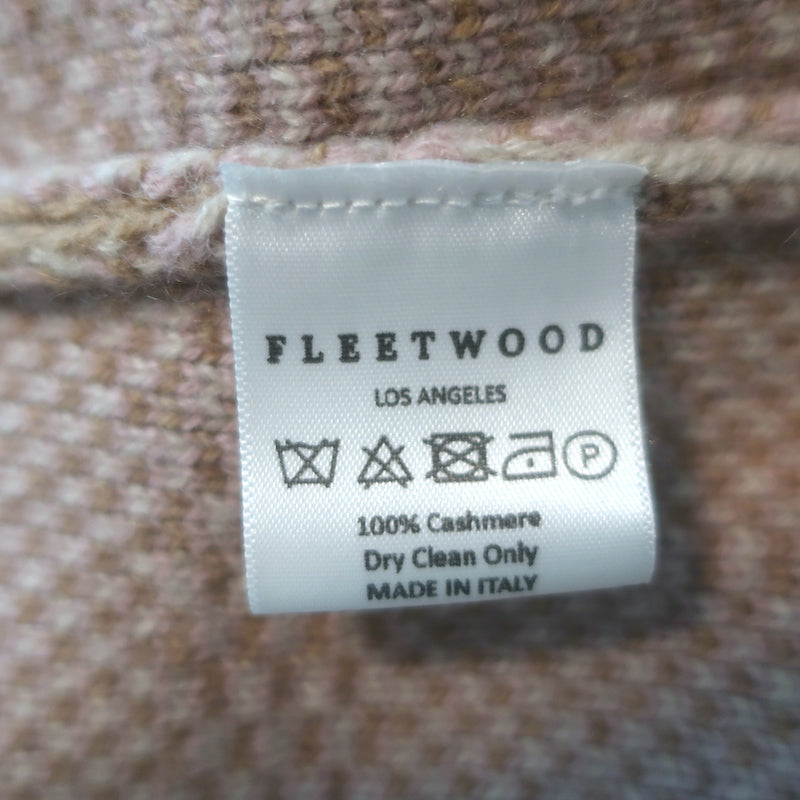 FLEETWOOD
LOS ANGELES
P
100% Cashmere
Dry Clean Only
MADE IN ITALY